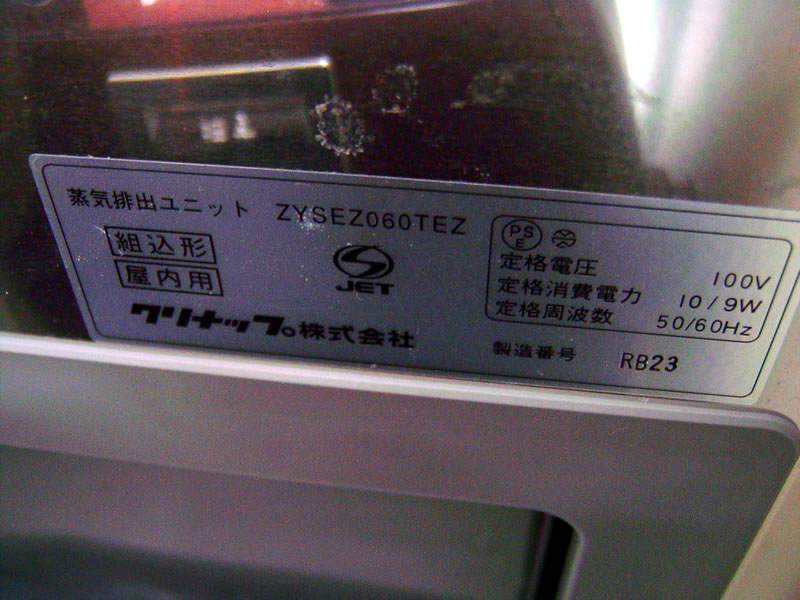 蒸気排出ユニット ZYSEZ060TEZ
組込形
屋内用
JET
クリナップ。株式会社
PSE
定格電圧 100V
定格消費電力 10/9W
定格周波数 50/60Hz
製造番号 RB23